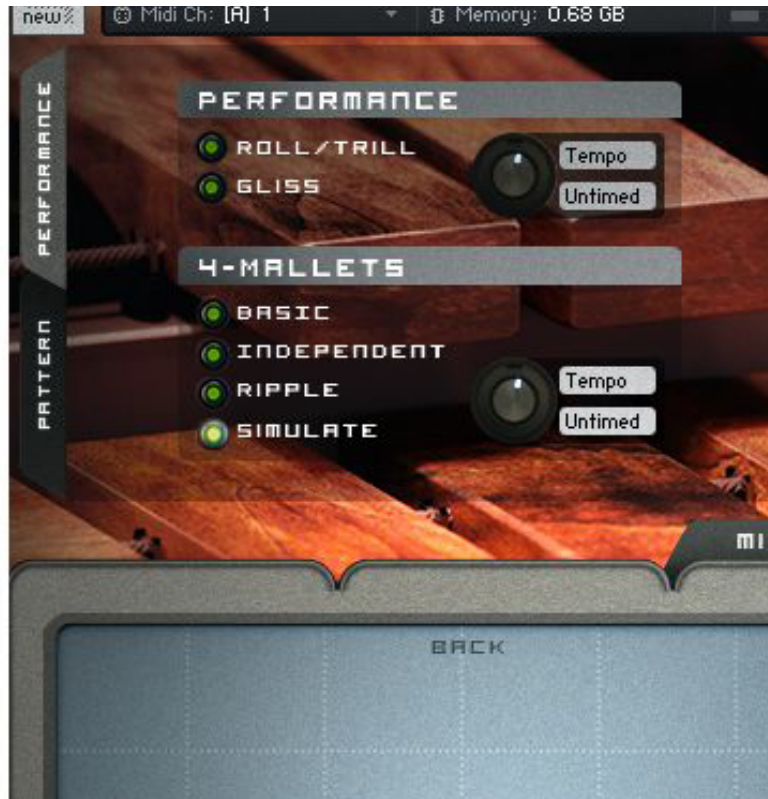 new
Midi Ch: [A] 1
Memory: 0.68 GB
PERFORMANCE
PATTERN
PERFORMANCE
ROLL/TRILL
GLISS
Tempo
Untimed
4-MALLETS
BASIC
INDEPENDENT
RIPPLE
SIMULATE
Tempo
Untimed
MI
BACK